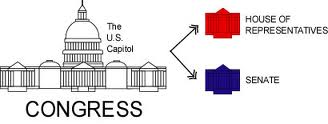 The
U.S.
Capitol
CONGRESS
HOUSE OF
REPRESENTATIVES
SENATE